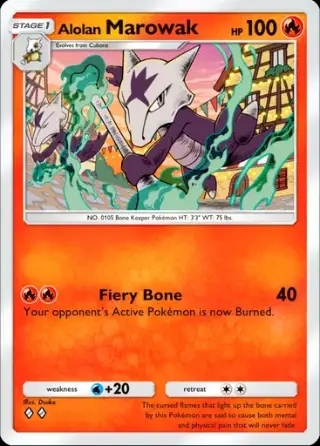 STAGE 1
Alolan Marowak
HP 100
Evolves from Cubone
NO. 0105 Bone Keeper Pokémon HT: 3'3" WT: 75 lbs.
Fiery Bone 40
Your opponent's Active Pokémon is now Burned.
weakness +20 retreat
Illus. Dsuke
The cursed flames that light up the bone carried
by this Pokémon are said to cause both mental
and physical pain that will never fade.